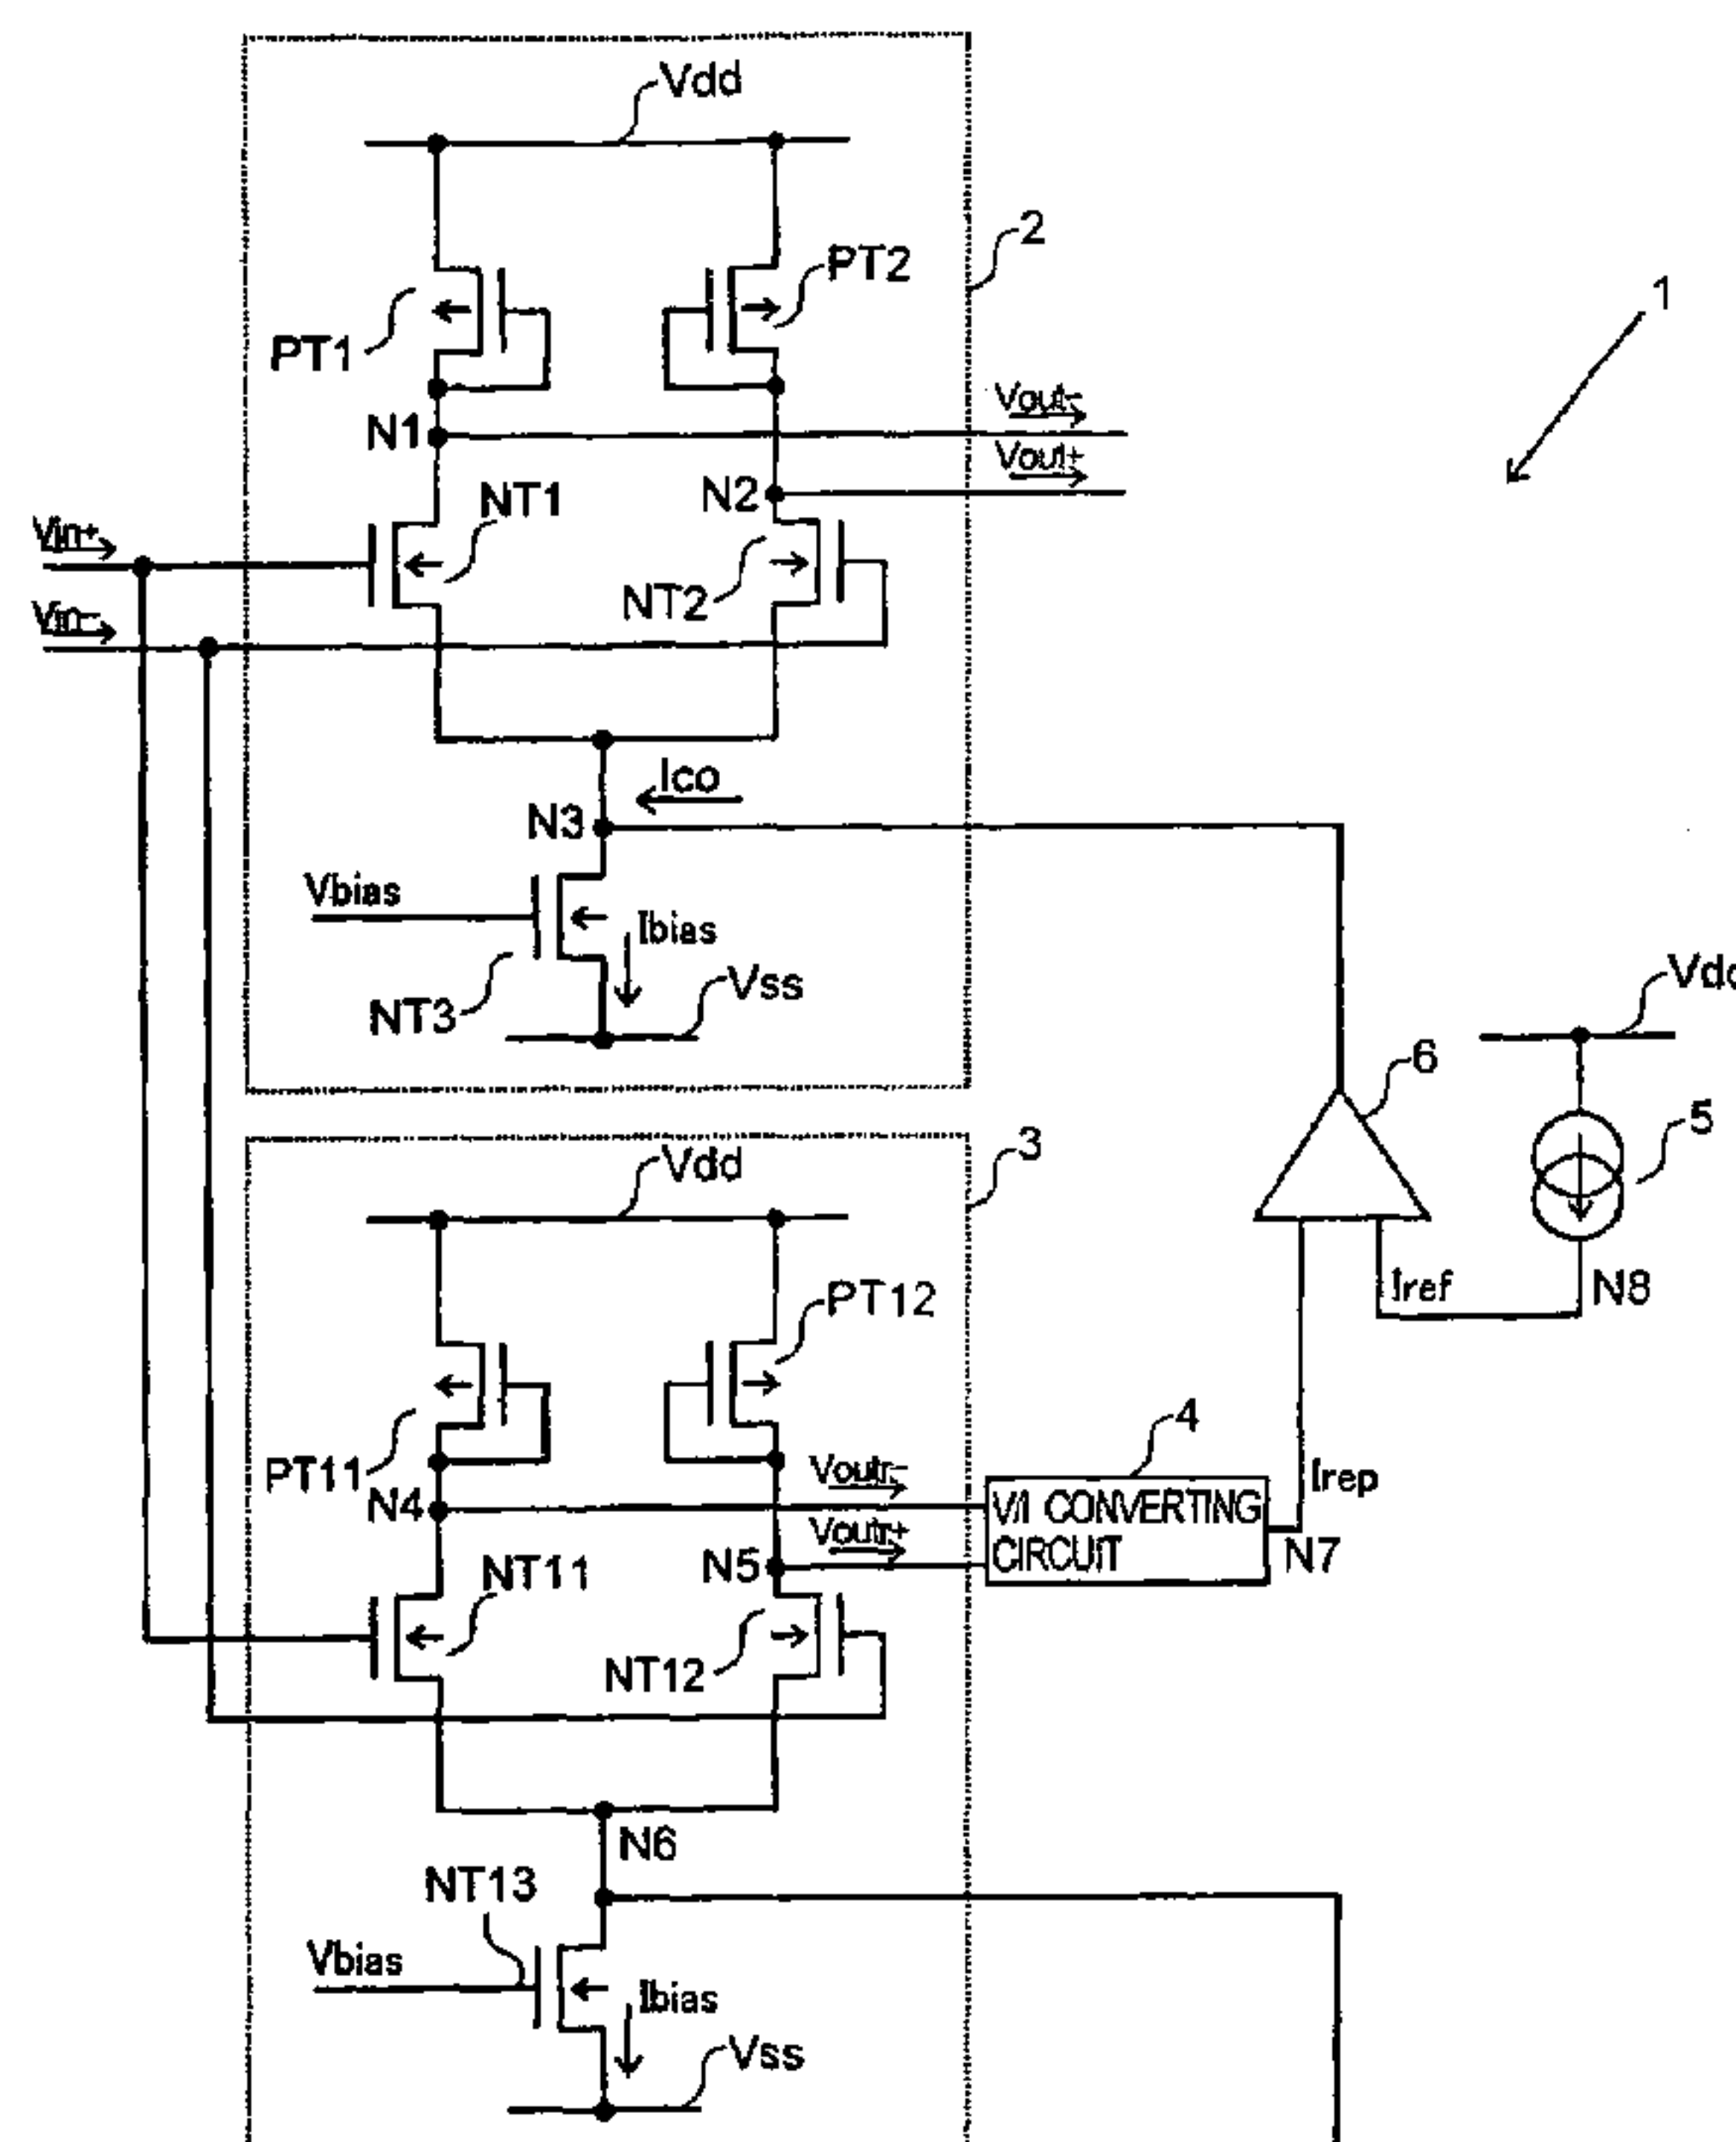 Vdd
2
PT2
1
PT1
Vout-
N1
Vout+
N2
NT1
Vin+
NT2
Vin-
Ico
N3
Vbias
Ibias
Vss
NT3
Vdd
6
5
3
Vdd
Iref
N8
PT12
4
PT11
Voutr-
Irep
N4
V/I CONVERTING
CIRCUIT
Voutr+
N5
N7
NT11
NT12
N6
NT13
Vbias
Ibias
Vss